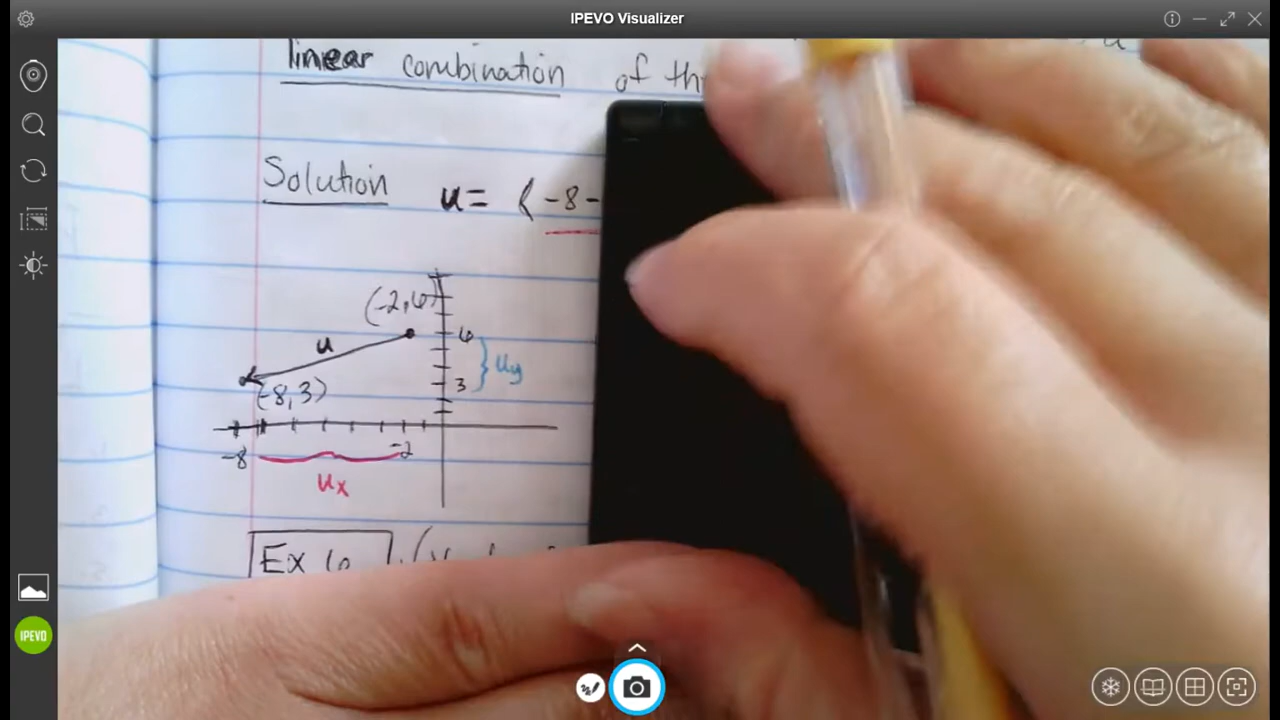 IPEVO Visualizer
linear combination of
Solution u = ⟨ -8 -
(-2,6)
6
u
uy
3
(-8,3)
-8
-2
ux
Ex 6
IPEVO